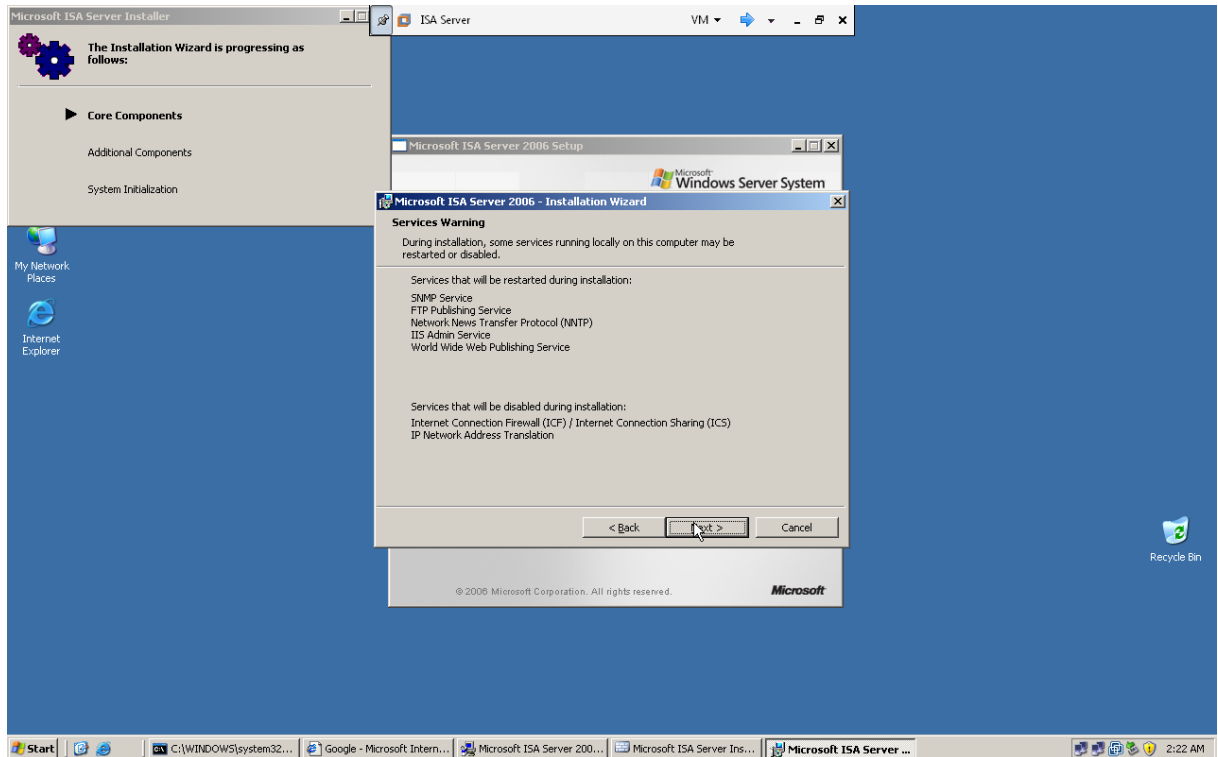 Microsoft ISA Server Installer
The Installation Wizard is progressing as
follows:
Core Components
Additional Components
System Initialization
ISA Server
VM
My Network
Places
Internet
Explorer
Microsoft ISA Server 2006 Setup
Microsoft
Windows Server System
Microsoft ISA Server 2006 - Installation Wizard
Services Warning
During installation, some services running locally on this computer may be
restarted or disabled.
Services that will be restarted during installation:
SNMP Service
FTP Publishing Service
Network News Transfer Protocol (NNTP)
IIS Admin Service
World Wide Web Publishing Service
Services that will be disabled during installation:
Internet Connection Firewall (ICF) / Internet Connection Sharing (ICS)
IP Network Address Translation
< Back
Next >
Cancel
© 2006 Microsoft Corporation. All rights reserved.
Microsoft
Recycle Bin
Start
C:\WINDOWS\system32...
Google - Microsoft Intern...
Microsoft ISA Server 200...
Microsoft ISA Server Ins...
Microsoft ISA Server ...
2:22 AM